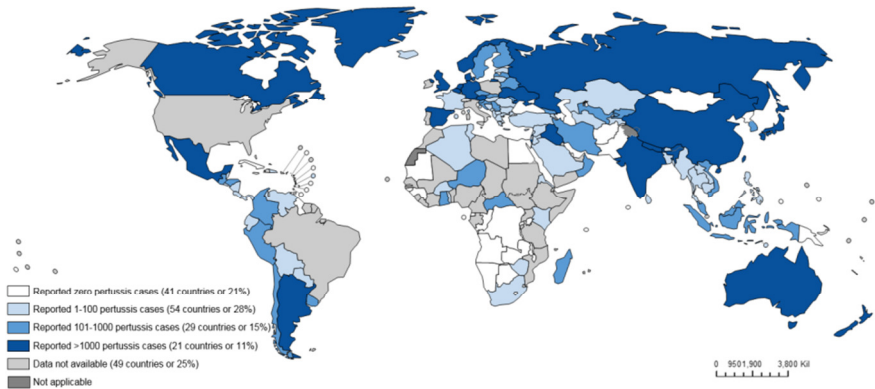 Reported zero pertussis cases (41 countries or 21%)
Reported 1-100 pertussis cases (54 countries or 28%)
Reported 101-1000 pertussis cases (29 countries or 15%)
Reported >1000 pertussis cases (21 countries or 11%)
Data not available (49 countries or 25%)
Not applicable
0 9501,900 3,800 Kil